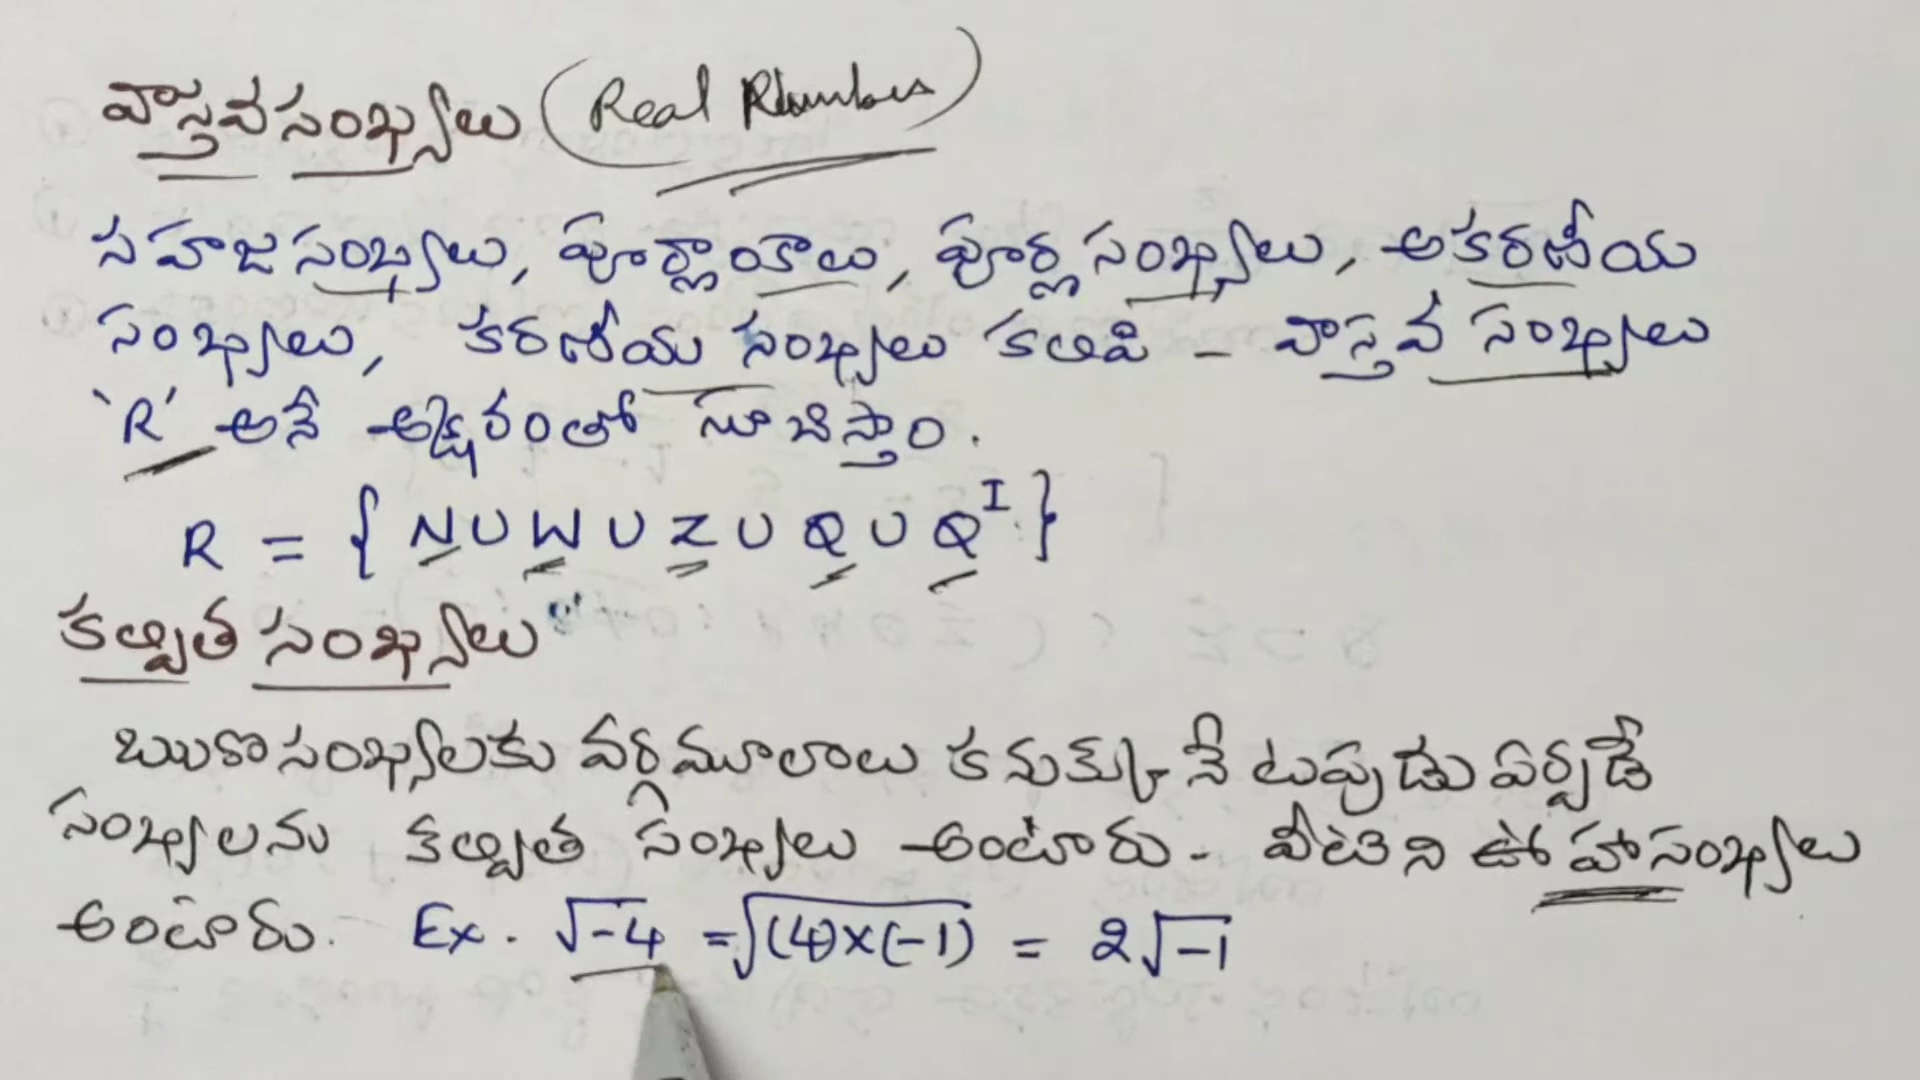 వాస్తవ సంఖ్యలు (Real Numbers)
సహజ సంఖ్యలు, పూర్ణాంకాలు, పూర్ణ సంఖ్యలు, అకరణీయ
సంఖ్యలు, కరణీయ సంఖ్యలు కలిపి - వాస్తవ సంఖ్యలు
'R' అనే అక్షరంతో సూచిస్తాం.
R = { N U W U Z U Q U Q^I }
కల్పిత సంఖ్యలు
ఋణ సంఖ్యలకు వర్గమూలాలు కనుక్కునేటపుడు ఏర్పడే
సంఖ్యలను కల్పిత సంఖ్యలు అంటారు. వీటిని ఊహా సంఖ్యలు
అంటారు. Ex. √-4 = √(4)×(-1) = 2√-1